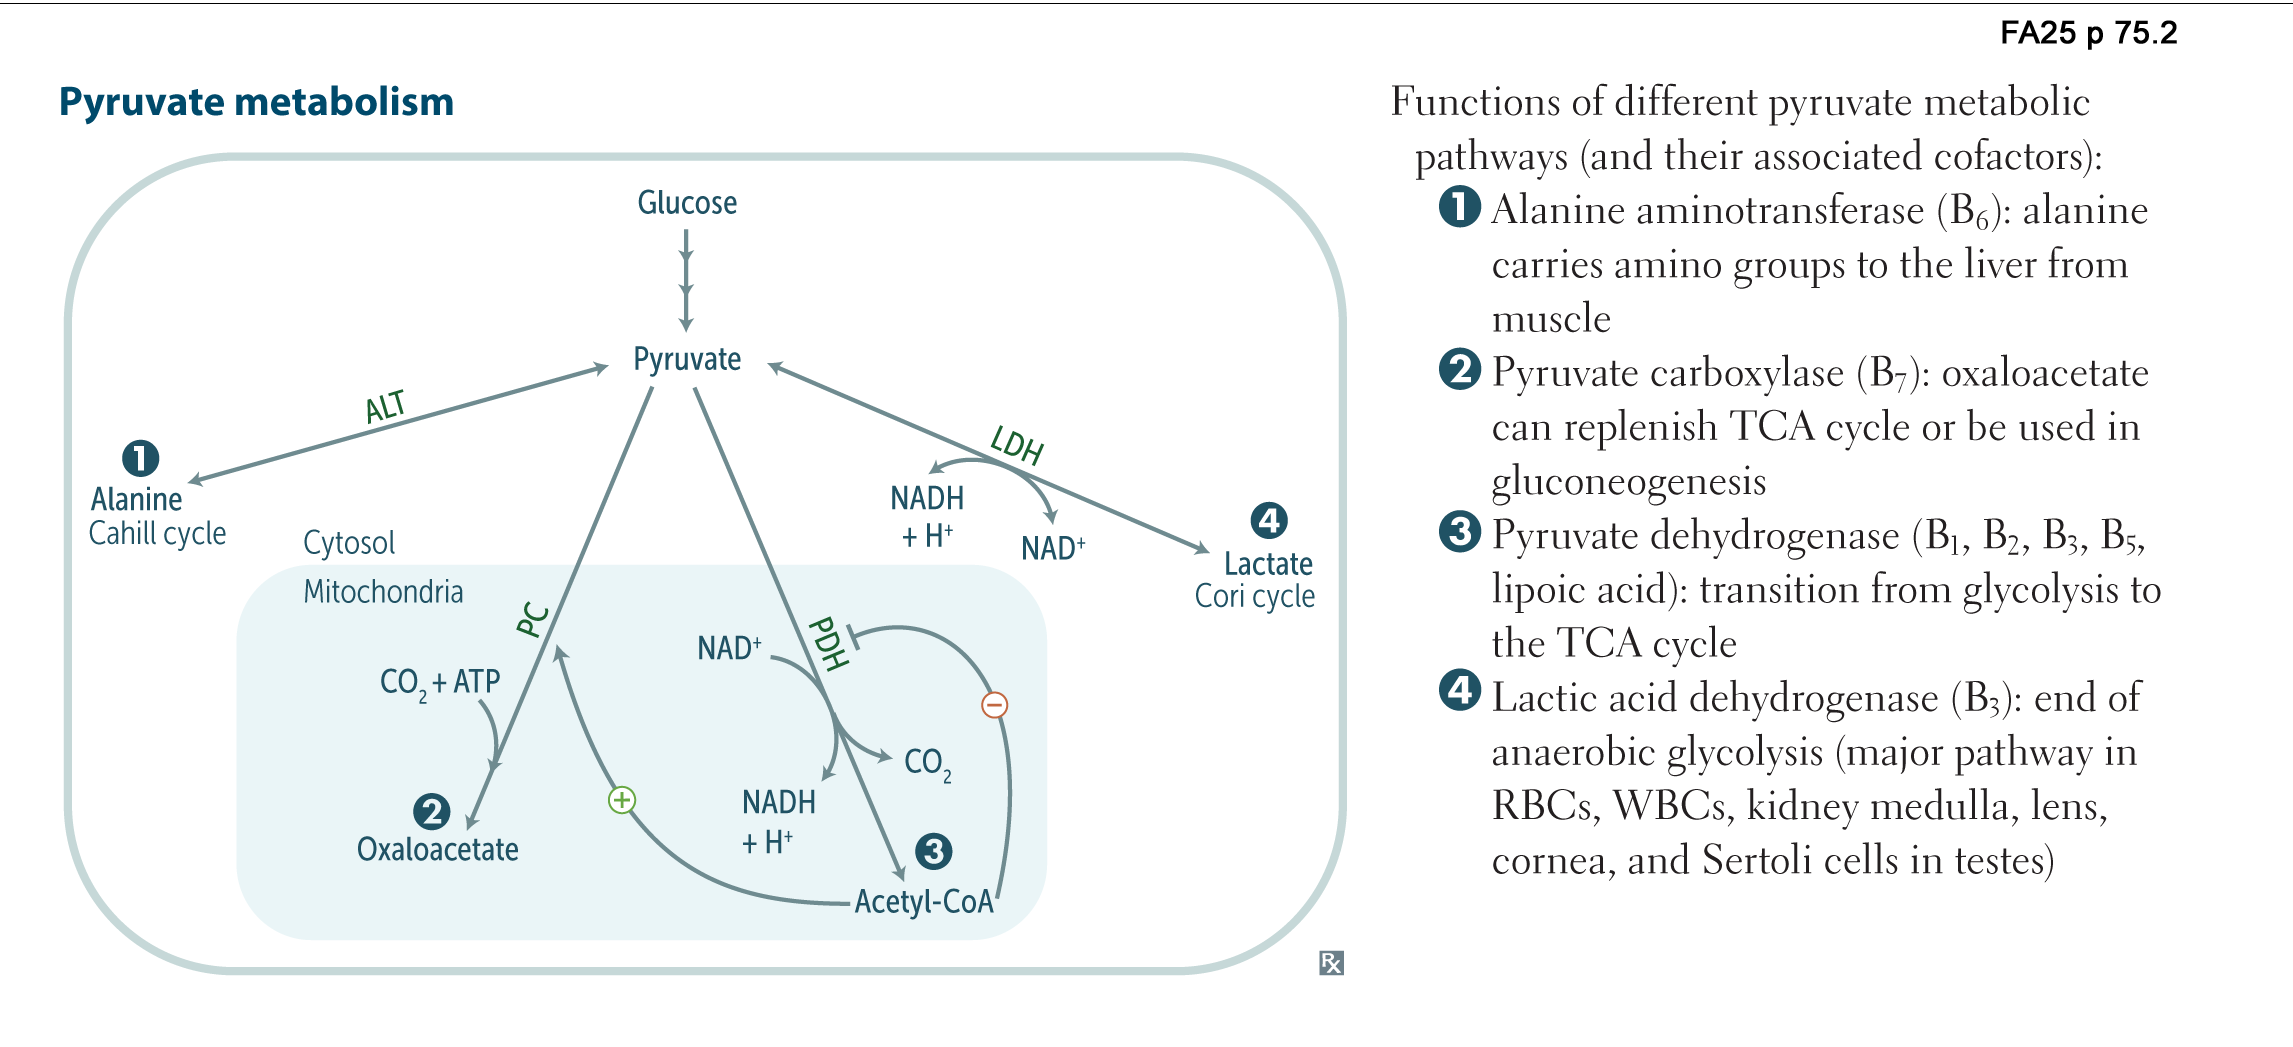 FA25 p 75.2
Pyruvate metabolism
Glucose
Pyruvate
ALT
LDH
1
Alanine
Cahill cycle
NADH
+ H⁺
NAD⁺
4
Lactate
Cori cycle
Cytosol
Mitochondria
PC
PDH
NAD⁺
CO₂ + ATP
CO₂
NADH
+ H⁺
2
Oxaloacetate
3
Acetyl-CoA
+
−
Rx
Functions of different pyruvate metabolic
pathways (and their associated cofactors):
1 Alanine aminotransferase (B₆): alanine
carries amino groups to the liver from
muscle
2 Pyruvate carboxylase (B₇): oxaloacetate
can replenish TCA cycle or be used in
gluconeogenesis
3 Pyruvate dehydrogenase (B₁, B₂, B₃, B₅,
lipoic acid): transition from glycolysis to
the TCA cycle
4 Lactic acid dehydrogenase (B₃): end of
anaerobic glycolysis (major pathway in
RBCs, WBCs, kidney medulla, lens,
cornea, and Sertoli cells in testes)